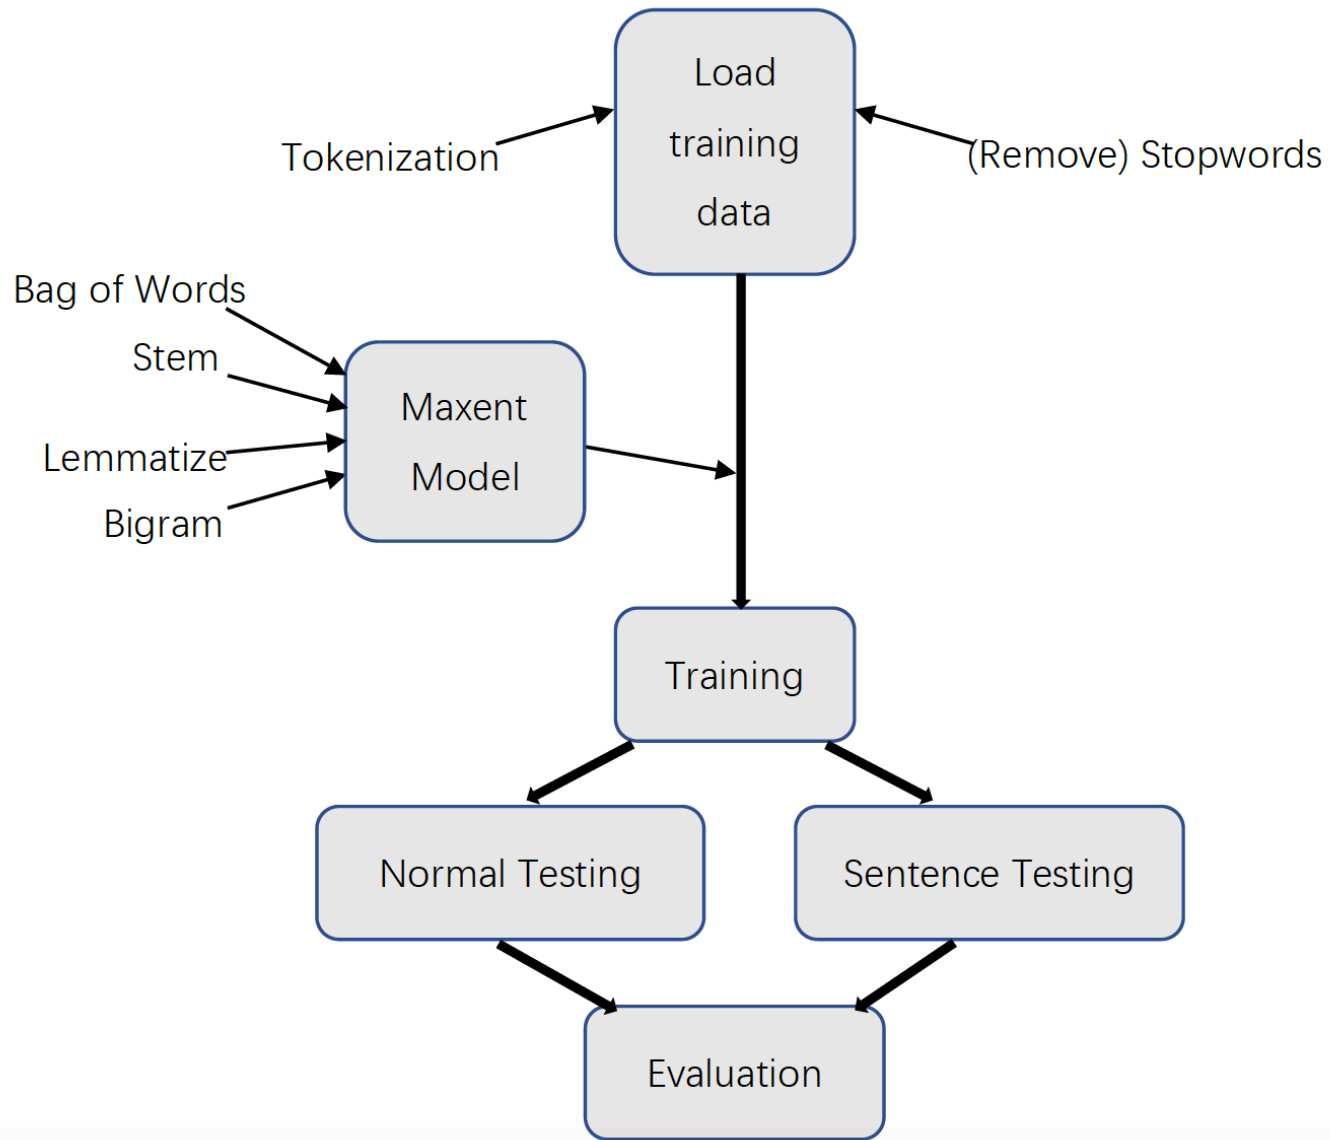 Load
training
data
Tokenization
(Remove) Stopwords
Bag of Words
Stem
Lemmatize
Bigram
Maxent
Model
Training
Normal Testing
Sentence Testing
Evaluation